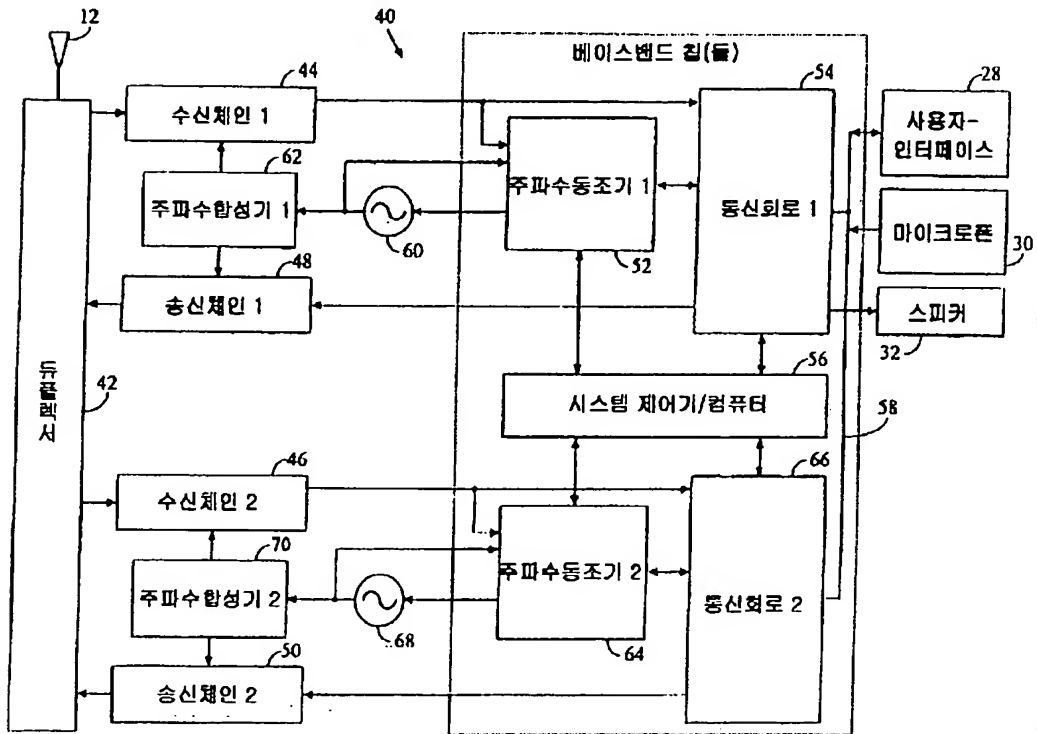 12
40
베이스밴드 칩(들)
44
수신체인 1
54
28
사용자-
인터페이스
62
주파수합성기 1
60
주파수동조기 1
52
통신회로 1
마이크로폰
30
48
송신체인 1
스피커
32
듀플렉서
42
56
시스템 제어기/컴퓨터
58
46
수신체인 2
66
70
주파수합성기 2
68
주파수동조기 2
64
통신회로 2
50
송신체인 2